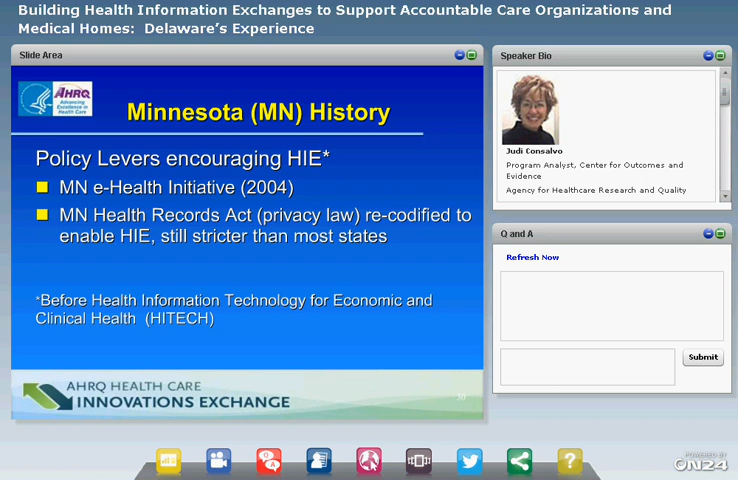 Building Health Information Exchanges to Support Accountable Care Organizations and
Medical Homes: Delaware's Experience
Slide Area
AHRQ
Advancing
Excellence in
Health Care
Minnesota (MN) History
Policy Levers encouraging HIE*
MN e-Health Initiative (2004)
MN Health Records Act (privacy law) re-codified to
enable HIE, still stricter than most states
*Before Health Information Technology for Economic and
Clinical Health (HITECH)
AHRQ HEALTH CARE
INNOVATIONS EXCHANGE
30
Speaker Bio
Judi Consalvo
Program Analyst, Center for Outcomes and
Evidence
Agency for Healthcare Research and Quality
Q and A
Refresh Now
Submit
Q
A
?
POWERED BY
ON24